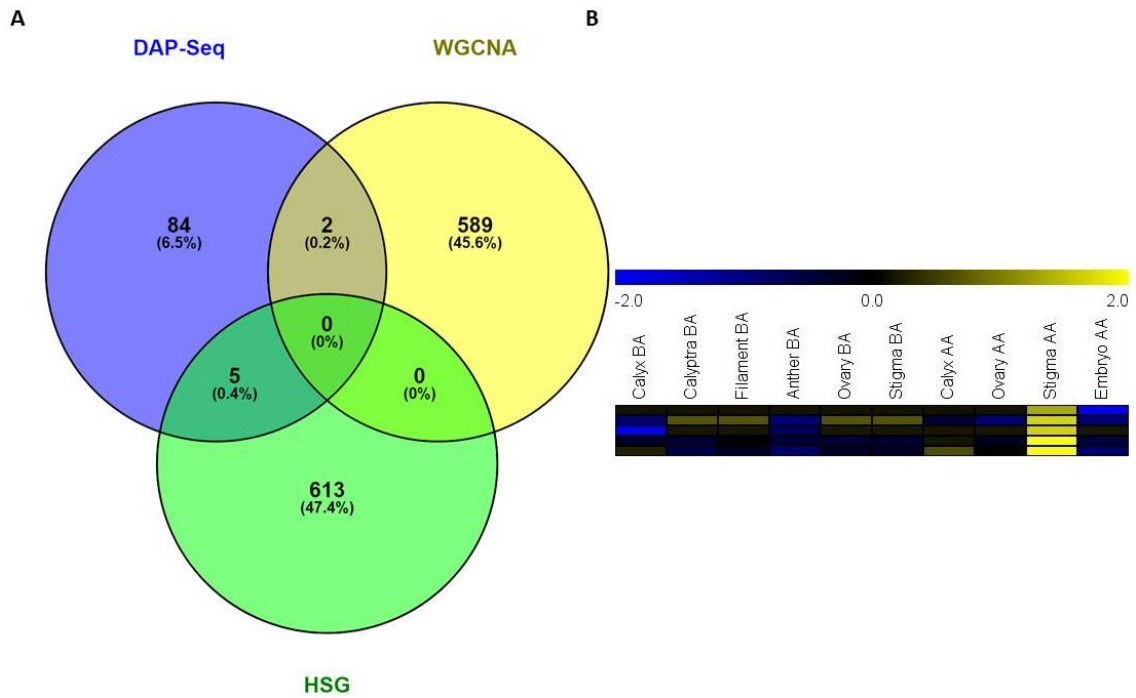 A
B
DAP-Seq
WGCNA
84
(6.5%)
2
(0.2%)
589
(45.6%)
0
(0%)
5
(0.4%)
0
(0%)
613
(47.4%)
HSG
-2.0
0.0
2.0
Calyx BA
Calyptra BA
Filament BA
Anther BA
Ovary BA
Stigma BA
Calyx AA
Ovary AA
Stigma AA
Embryo AA